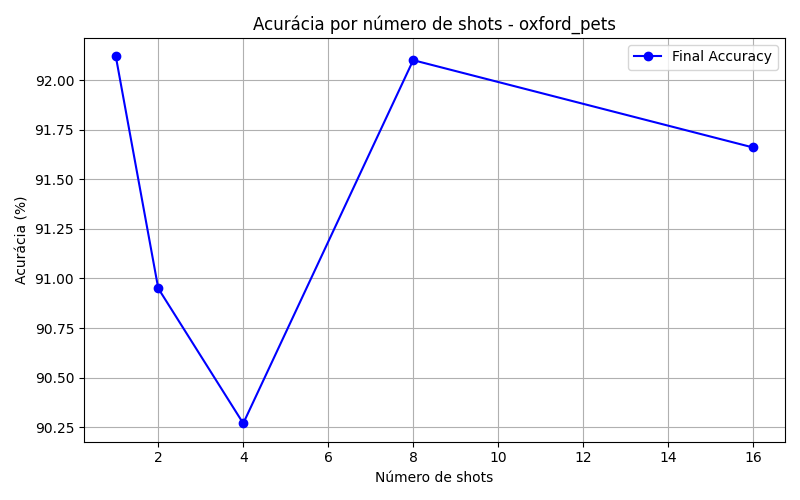 Acurácia por número de shots - oxford_pets
Final Accuracy
Acurácia (%)
92.00
91.75
91.50
91.25
91.00
90.75
90.50
90.25
2 4 6 8 10 12 14 16
Número de shots